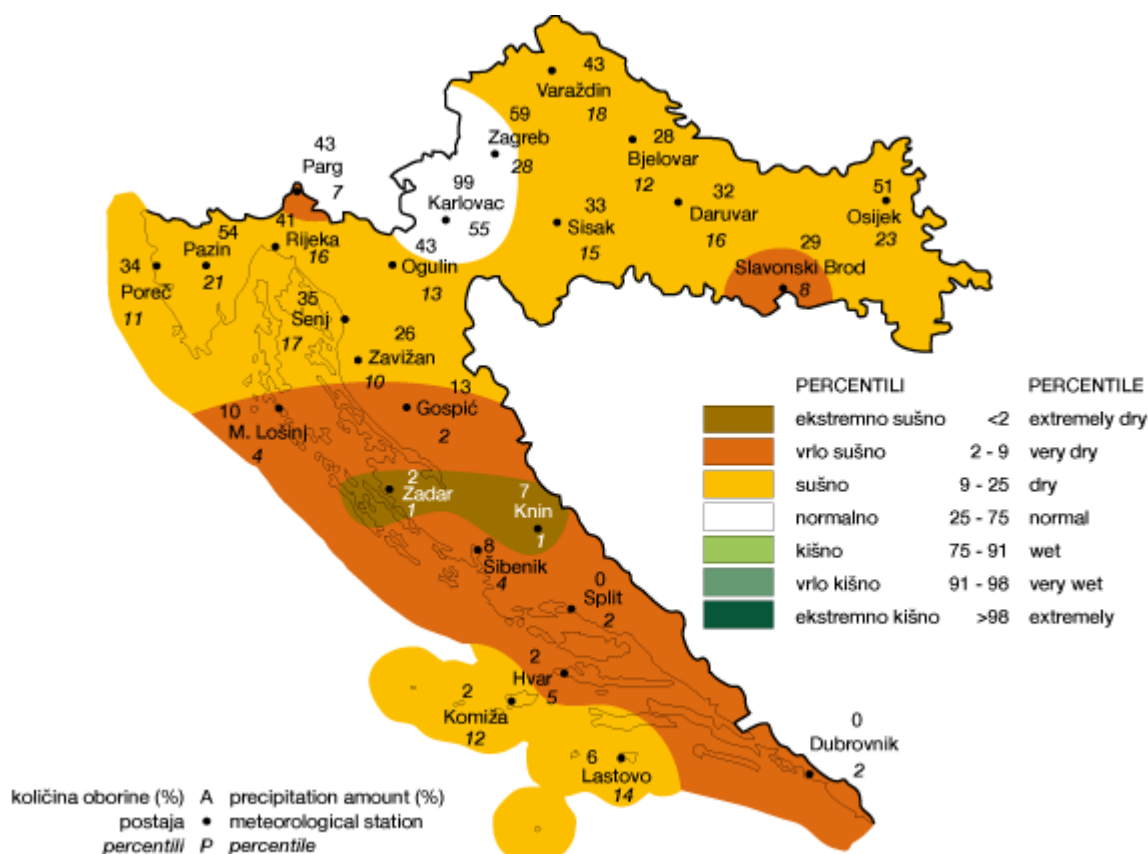 43
Varaždin
18
59
Zagreb
28
28
Bjelovar
12
43
Parg
7
99
Karlovac
55
32
Daruvar
16
51
Osijek
23
33
Sisak
15
54
Pazin
21
41
Rijeka
16
43
Ogulin
13
29
Slavonski Brod
8
34
Poreč
11
35
Senj
17
26
Zavižan
10
13
Gospić
2
10
M. Lošinj
4
2
Zadar
1
7
Knin
1
8
Šibenik
4
0
Split
2
2
Hvar
5
2
Komiža
12
6
Lastovo
14
0
Dubrovnik
2
PERCENTILI PERCENTILE
ekstremno sušno <2 extremely dry
vrlo sušno 2 - 9 very dry
sušno 9 - 25 dry
normalno 25 - 75 normal
kišno 75 - 91 wet
vrlo kišno 91 - 98 very wet
ekstremno kišno >98 extremely
količina oborine (%) A precipitation amount (%)
postaja • meteorological station
percentili P percentile